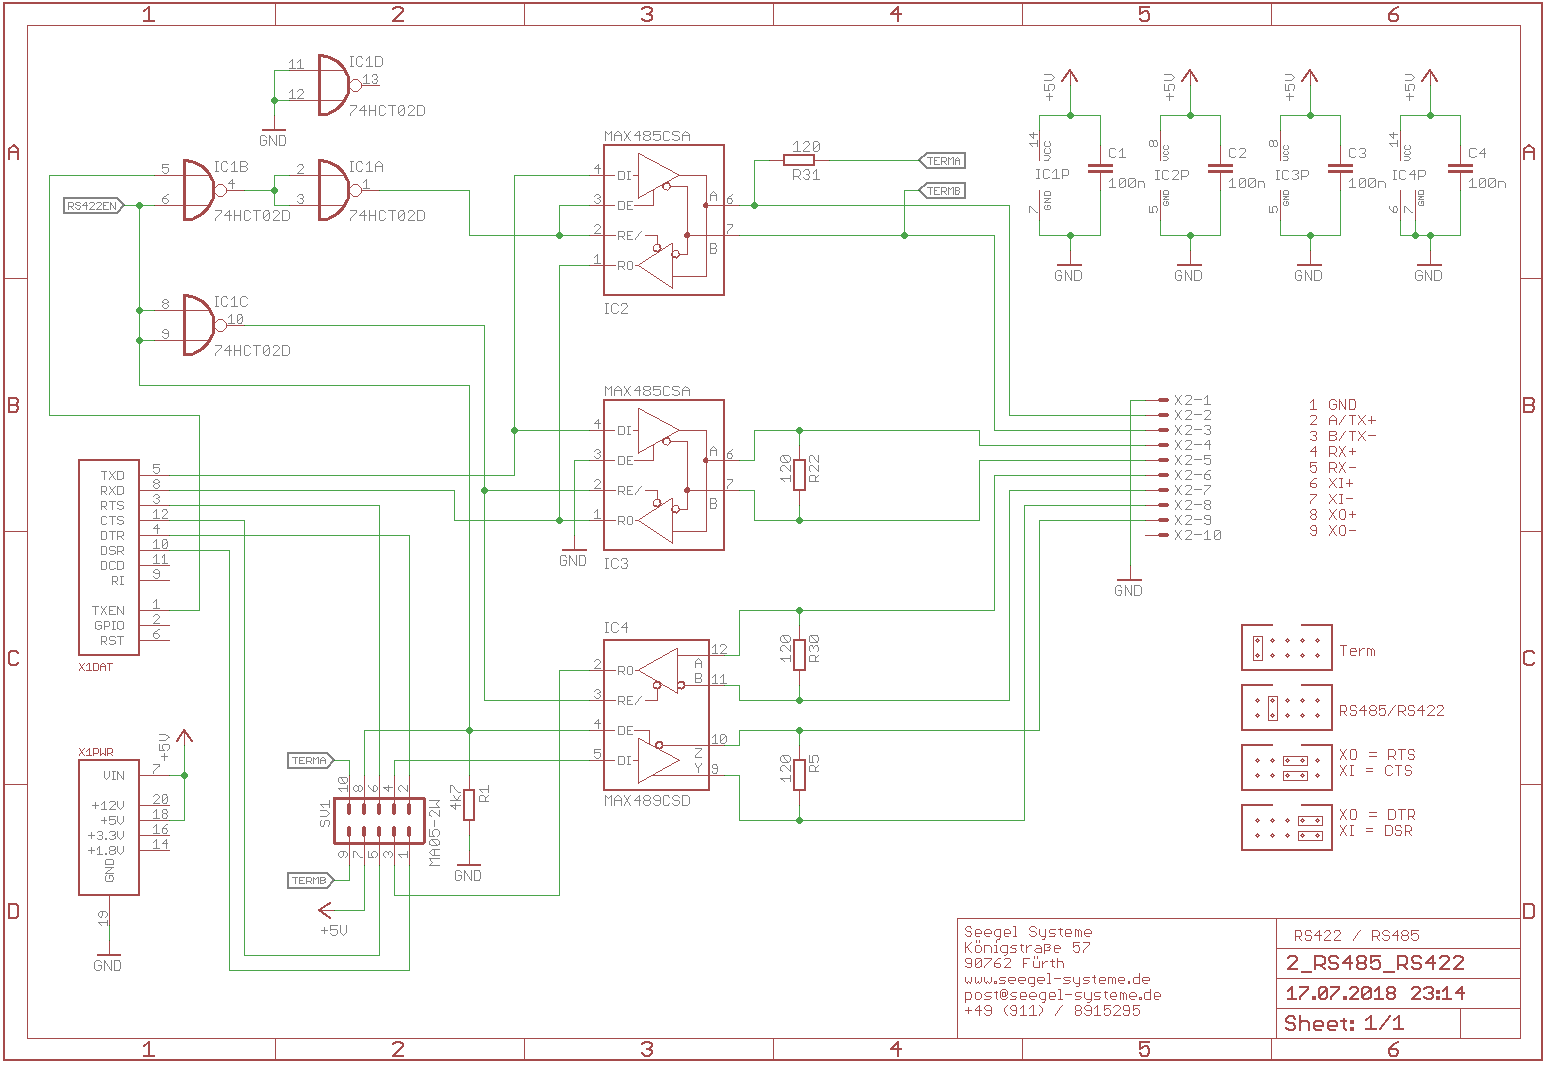 1 2 3 4 5 6
A A
B B
C C
D D
1 2 3 4 5 6
11
12
13
IC1D
74HCT02D
GND
RS422EN
5
6
4
IC1B
74HCT02D
2
3
1
IC1A
74HCT02D
8
9
10
IC1C
74HCT02D
MAX485CSA
4 DI
3 DE
2 RE/
1 RO
A 6
B 7
IC2
120
R31
TERMA
TERMB
MAX485CSA
4 DI
3 DE
2 RE/
1 RO
A 6
B 7
IC3
GND
120
R22
IC4
2 RO
3 RE/
4 DE
5 DI
A 12
B 11
Z 10
Y 9
MAX489CSD
120
R30
120
R5
+5V
14
VCC
IC1P
7
GND
C1
100n
GND
+5V
8
VCC
IC2P
5
GND
C2
100n
GND
+5V
8
VCC
IC3P
5
GND
C3
100n
GND
+5V
14
VCC
IC4P
6
7
GND
C4
100n
GND
X2-1
X2-2
X2-3
X2-4
X2-5
X2-6
X2-7
X2-8
X2-9
X2-10
GND
1 GND
2 A/TX+
3 B/TX-
4 RX+
5 RX-
6 XI+
7 XI-
8 XO+
9 XO-
TXD 5
RXD 8
RTS 3
CTS 12
DTR 4
DSR 10
DCD 11
RI 9
TXEN 1
GPIO 2
RST 6
X1DAT
X1PWR
+5V
VIN 7
+12V 20
+5V 18
+3.3V 16
+1.8V 14
GND
19
GND
TERMA
10 8 6 4 2
SV1
MA05-2W
9 7 5 3 1
TERMB
+5V
4k7
R1
GND
Term
RS485/RS422
XO = RTS
XI = CTS
XO = DTR
XI = DSR
Seegel Systeme
Königstraße 57
90762 Fürth
www.seegel-systeme.de
post@seegel-systeme.de
+49 (911) / 8915295
RS422 / RS485
2_RS485_RS422
17.07.2018 23:14
Sheet: 1/1